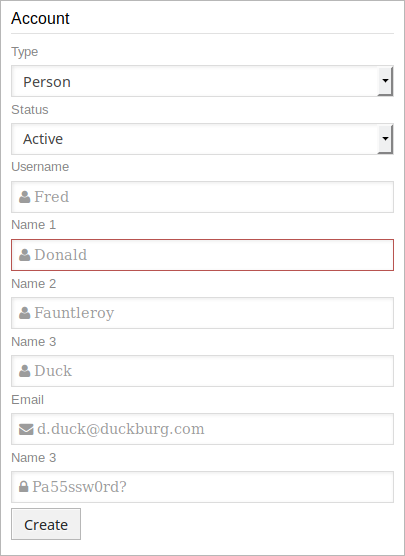 Account
Type
Person
Status
Active
Username
Fred
Name 1
Donald
Name 2
Fauntleroy
Name 3
Duck
Email
d.duck@duckburg.com
Name 3
Pa55ssw0rd?
Create